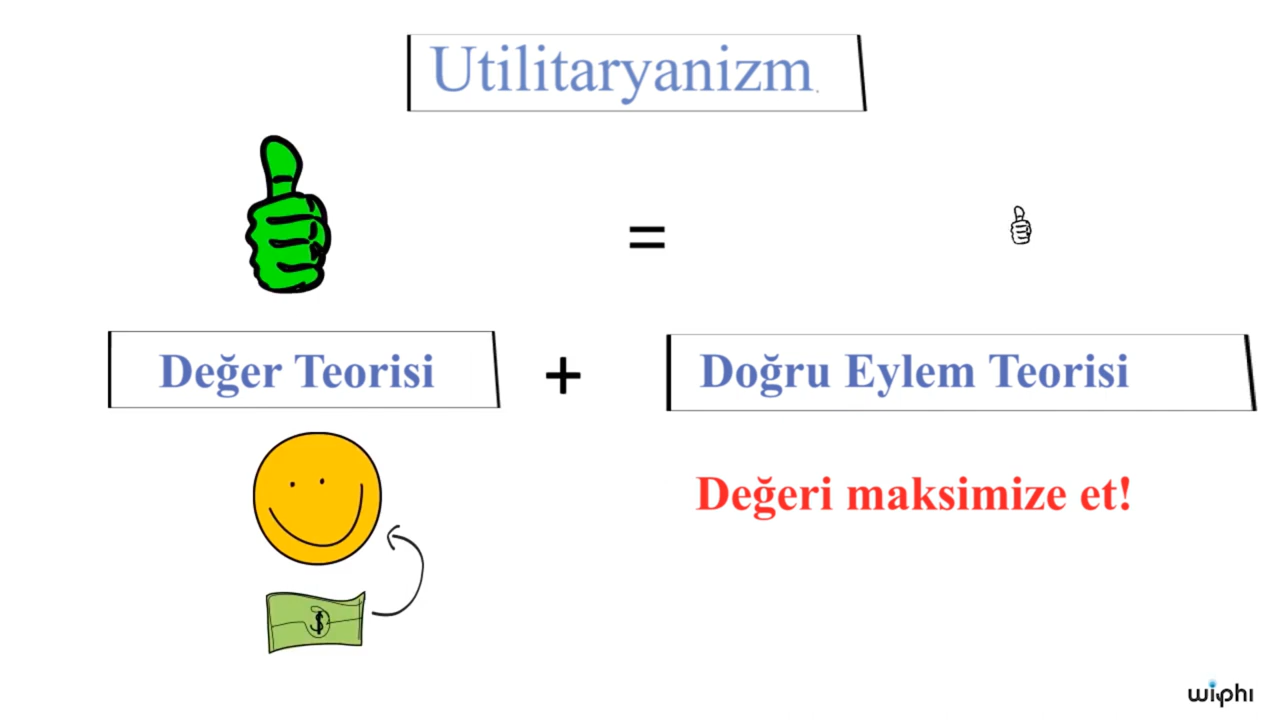 Utilitaryanizm.
=
Değer Teorisi + Doğru Eylem Teorisi
Değeri maksimize et!
$
wiphi